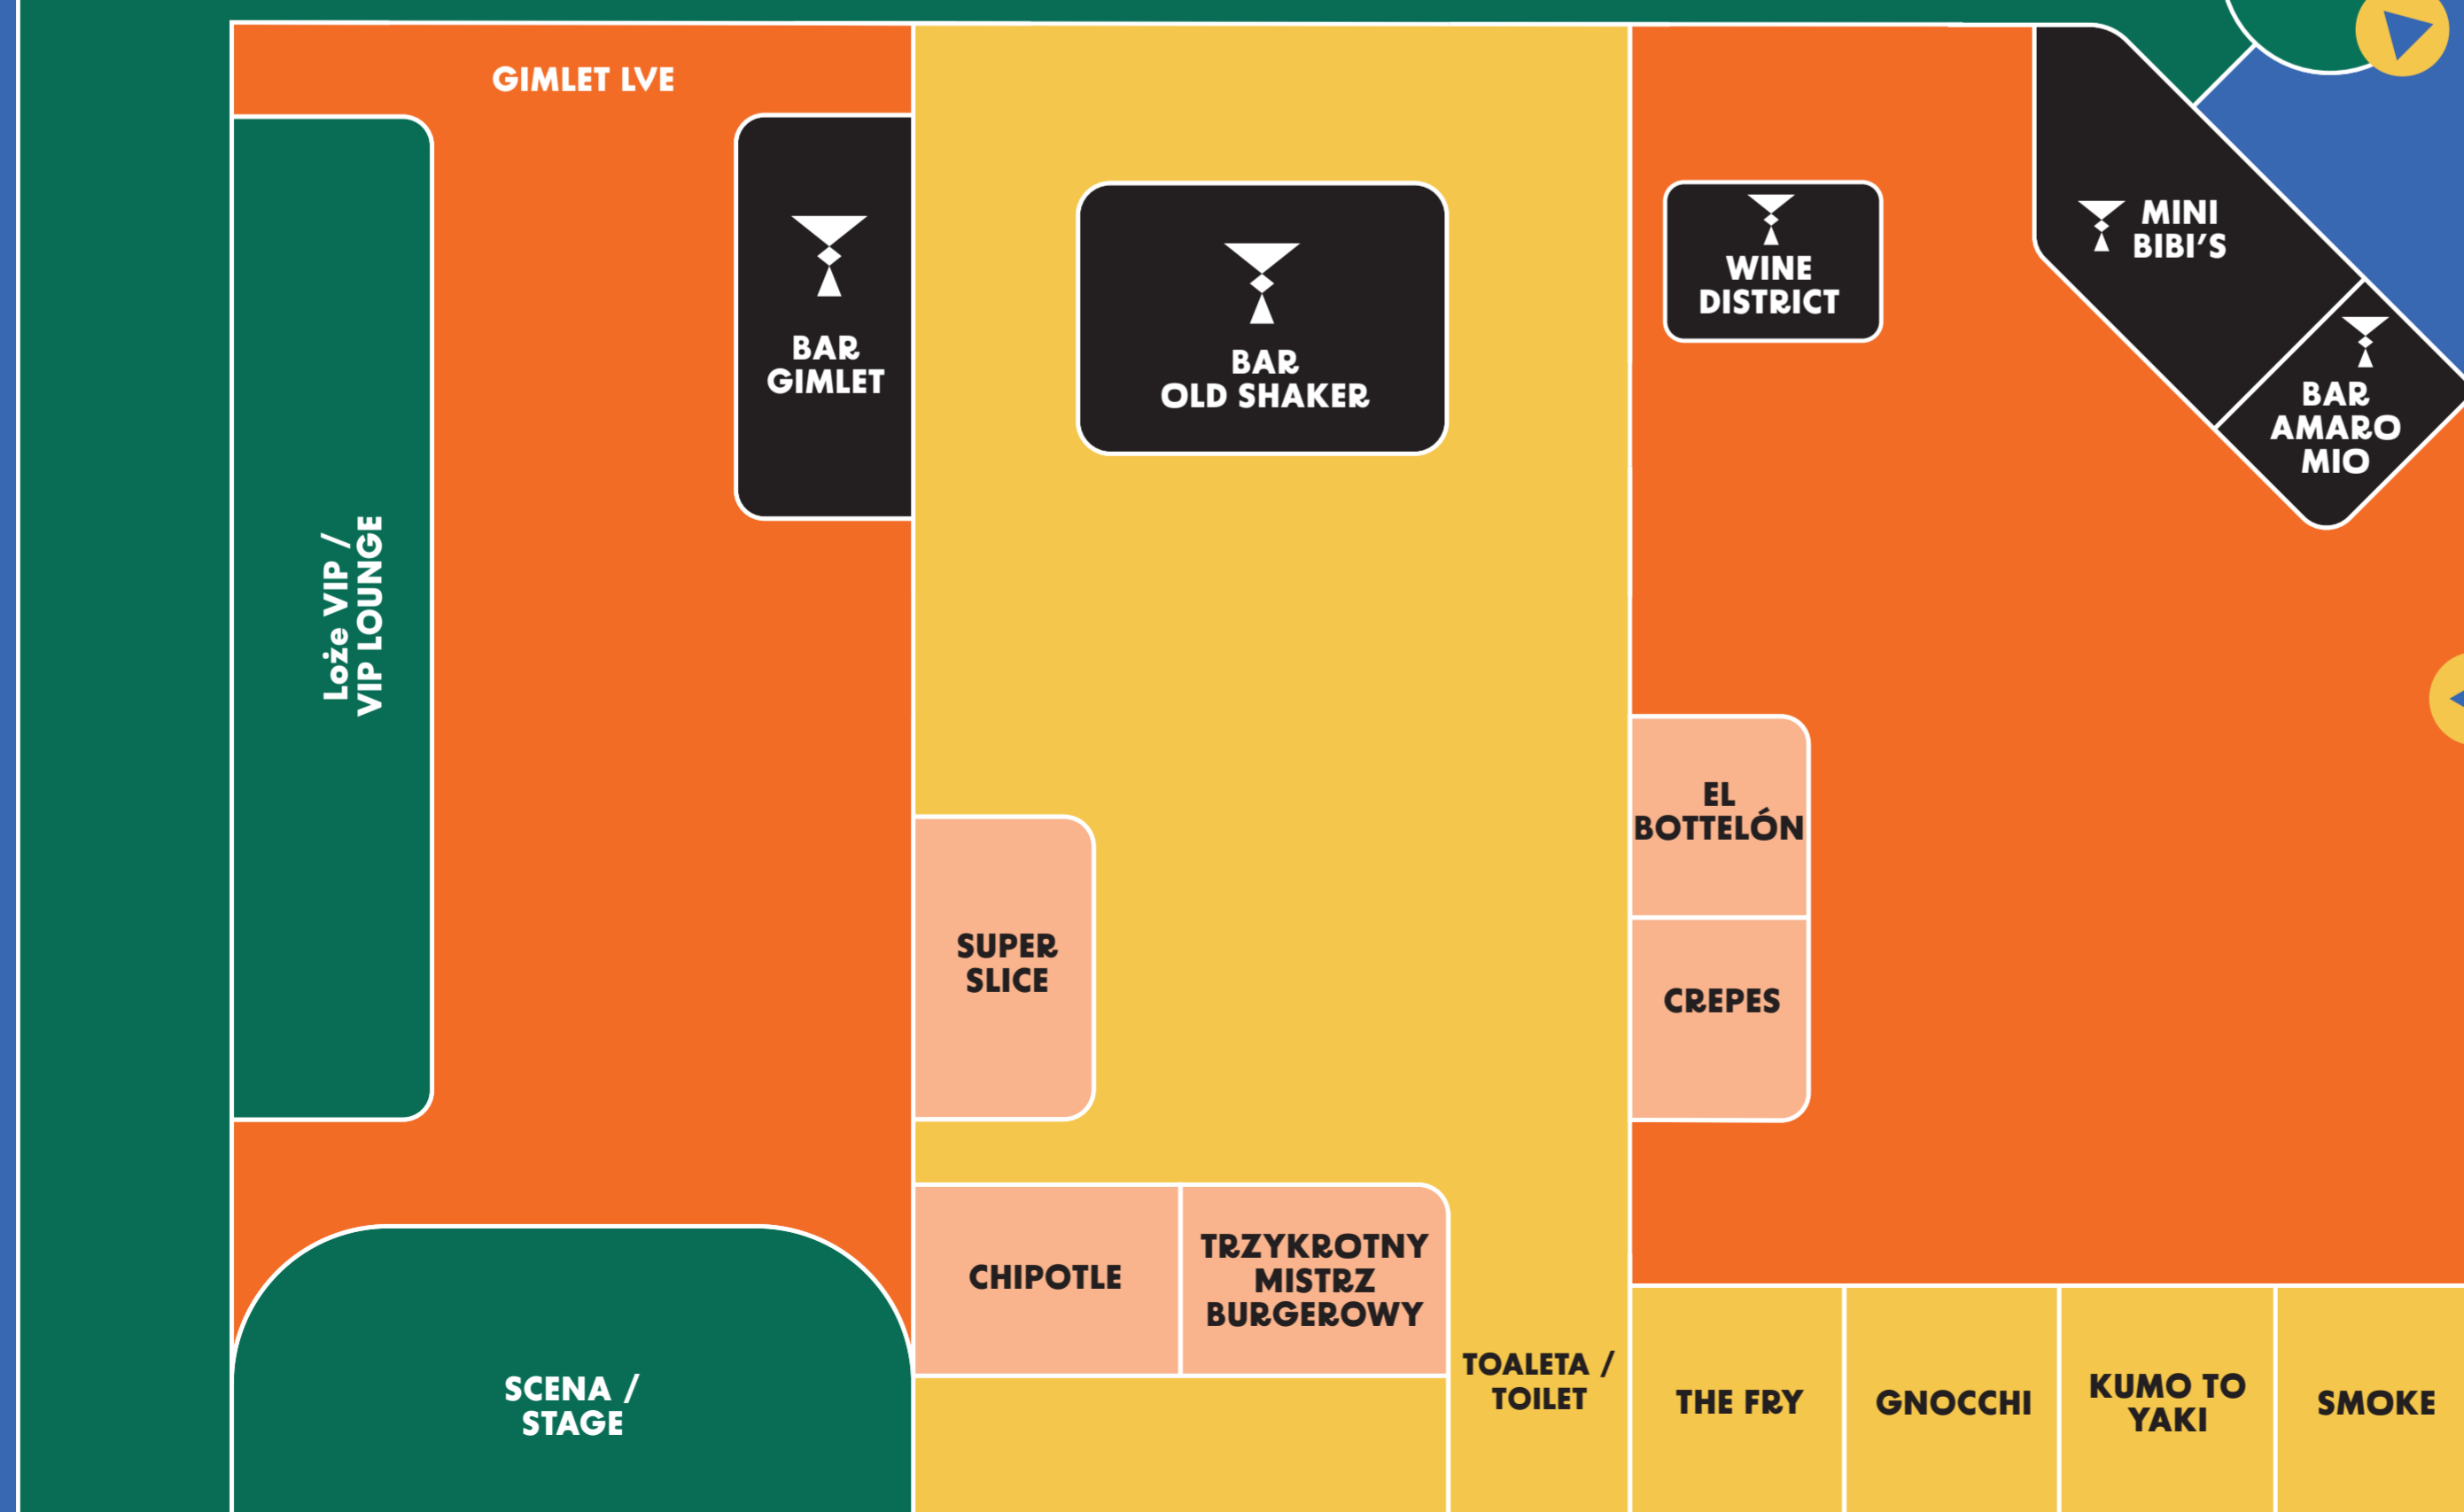 GIMLET LVE
Loże VIP /
VIP LOUNGE
BAR
GIMLET
BAR
OLD SHAKER
WINE
DISTRICT
MINI
BIBI'S
BAR
AMARO
MIO
EL
BOTTELÓN
SUPER
SLICE
CREPES
CHIPOTLE
TRZYKROTNY
MISTRZ
BURGEROWY
SCENA /
STAGE
TOALETA /
TOILET
THE FRY
GNOCCHI
KUMO TO
YAKI
SMOKE